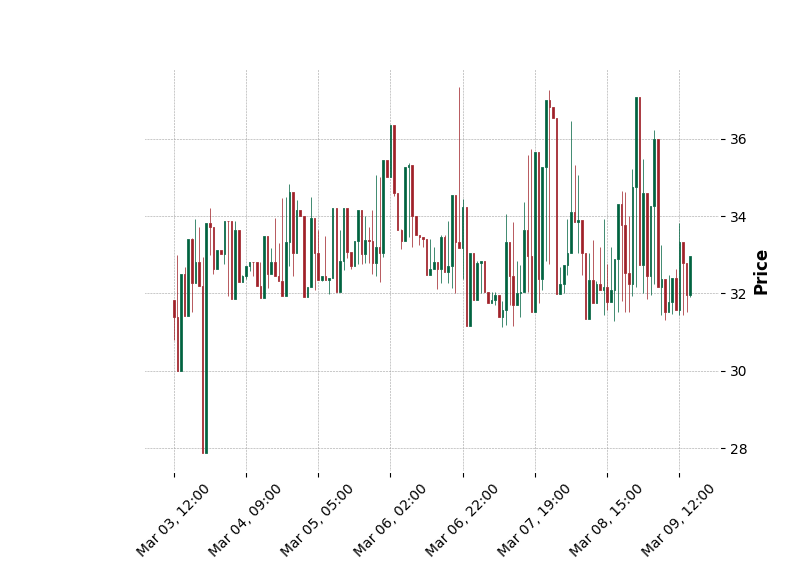 36
34
32
30
28
Price
Mar 03, 12:00
Mar 04, 09:00
Mar 05, 05:00
Mar 06, 02:00
Mar 06, 22:00
Mar 07, 19:00
Mar 08, 15:00
Mar 09, 12:00